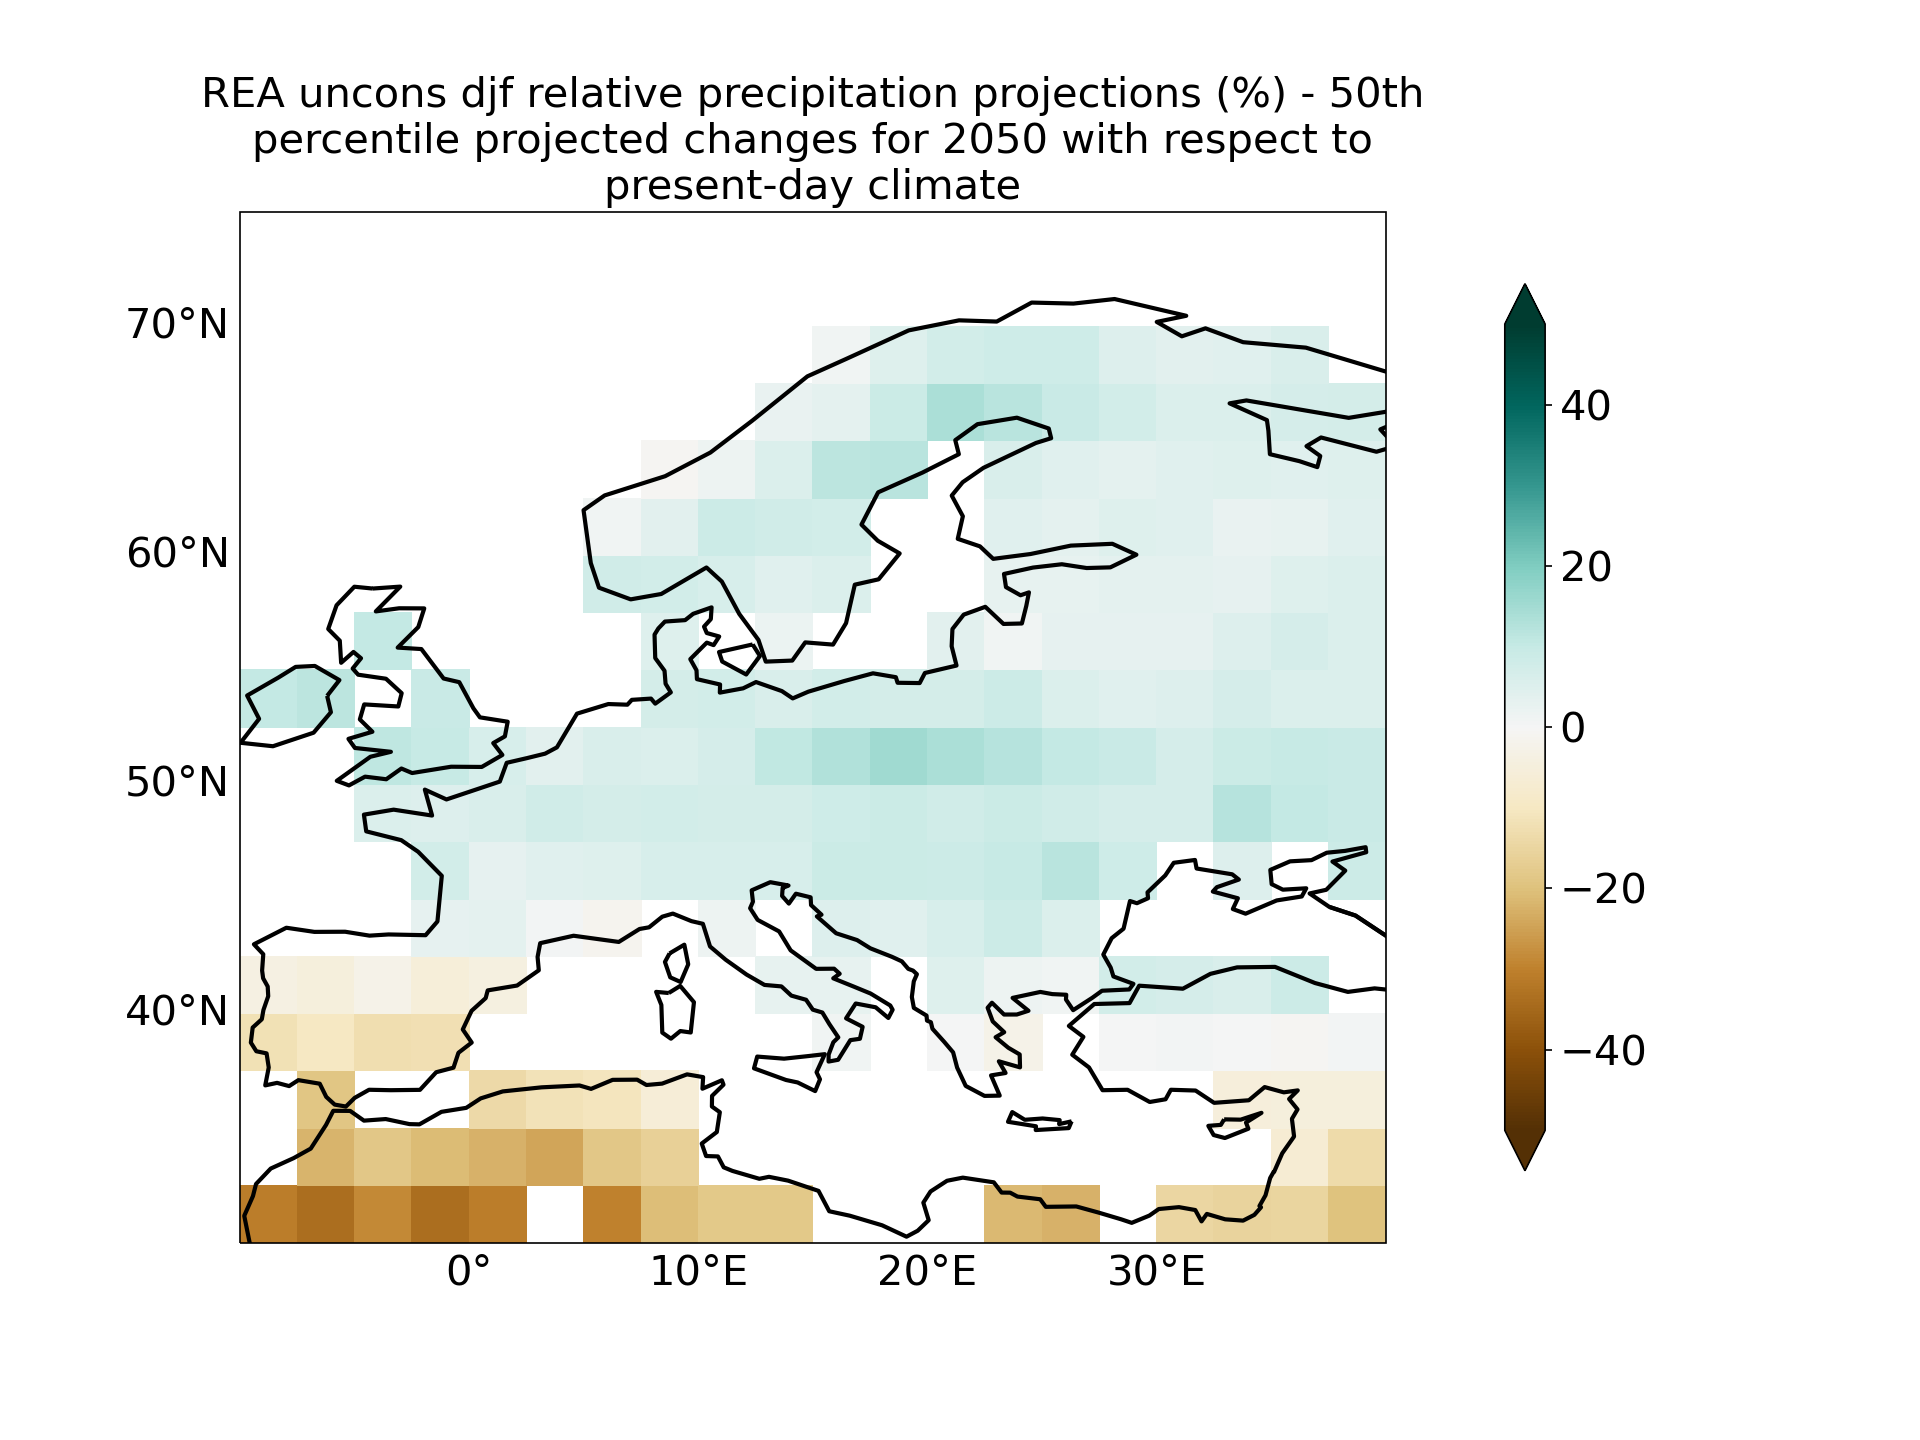 REA uncons djf relative precipitation projections (%) - 50th
percentile projected changes for 2050 with respect to
present-day climate
70°N
60°N
50°N
40°N
0°
10°E
20°E
30°E
40
20
0
−20
−40